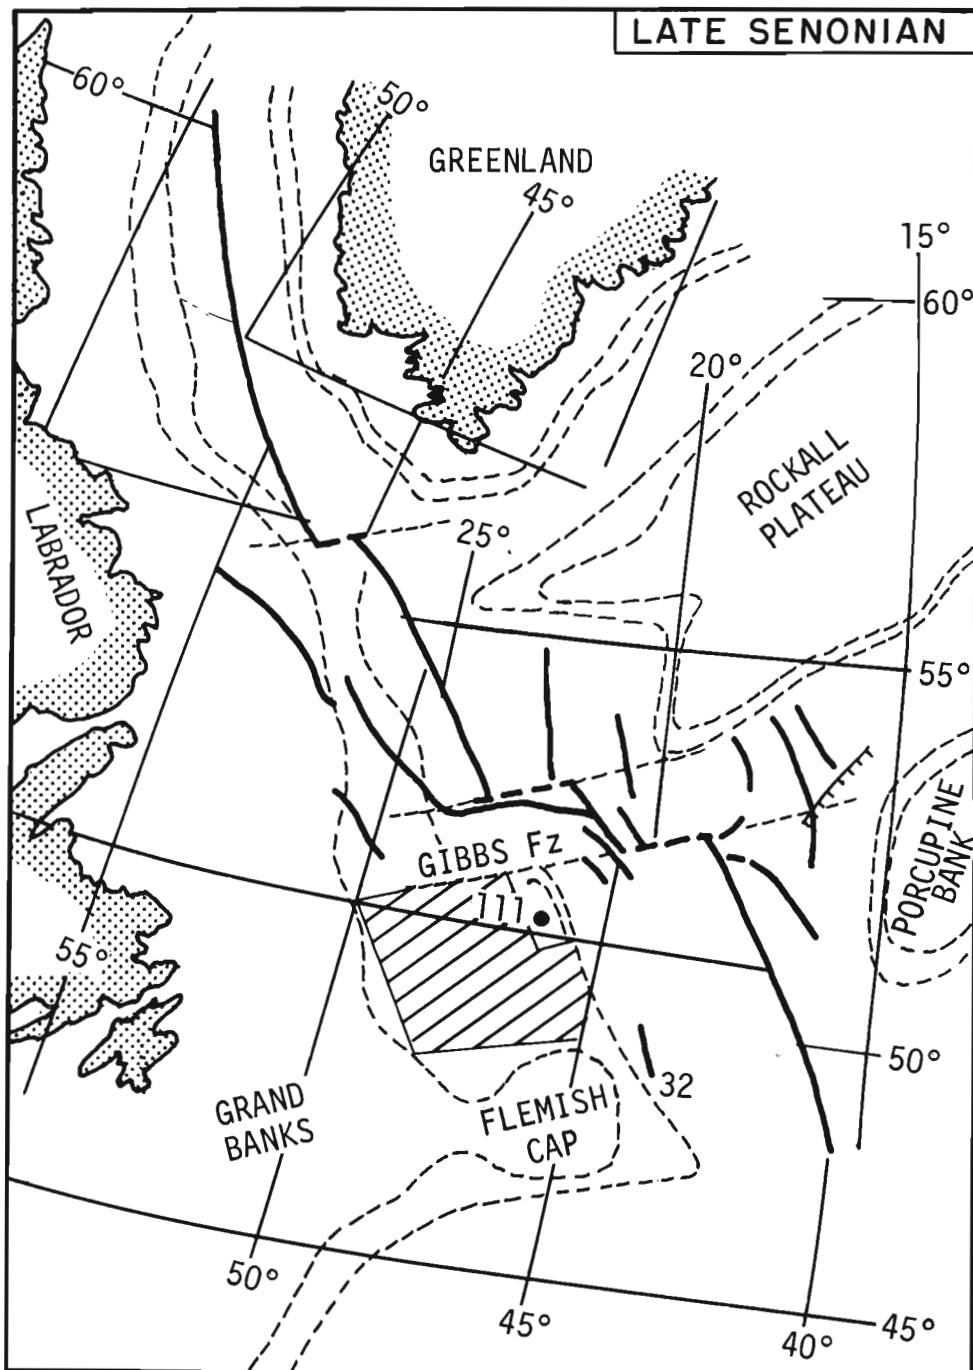 LATE SENONIAN
60°
50°
GREENLAND
45°
15°
60°
20°
ROCKALL
PLATEAU
LABRADOR
25°
55°
GIBBS Fz
PORCUPINE
BANK
111
55°
50°
32
GRAND
BANKS
FLEMISH
CAP
50°
45°
40°
45°